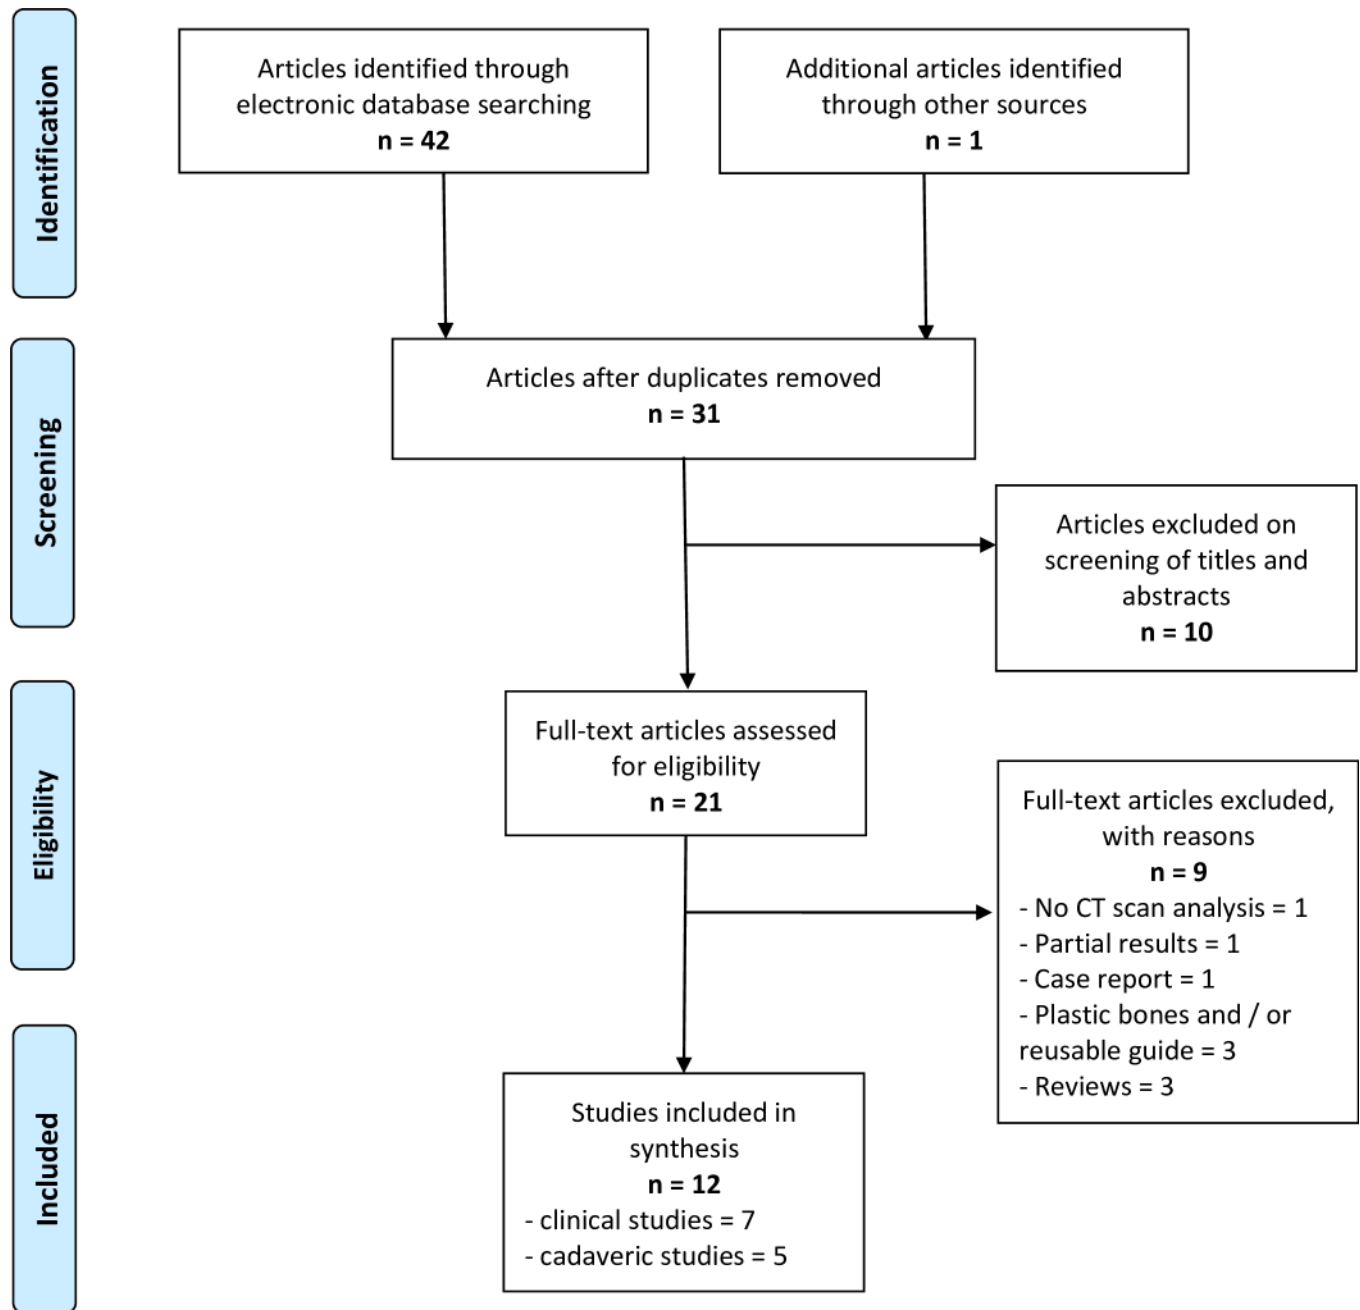 Identification
Articles identified through
electronic database searching
n = 42
Additional articles identified
through other sources
n = 1
Screening
Articles after duplicates removed
n = 31
Articles excluded on
screening of titles and
abstracts
n = 10
Eligibility
Full-text articles assessed
for eligibility
n = 21
Full-text articles excluded,
with reasons
n = 9
- No CT scan analysis = 1
- Partial results = 1
- Case report = 1
- Plastic bones and / or
reusable guide = 3
- Reviews = 3
Included
Studies included in
synthesis
n = 12
- clinical studies = 7
- cadaveric studies = 5